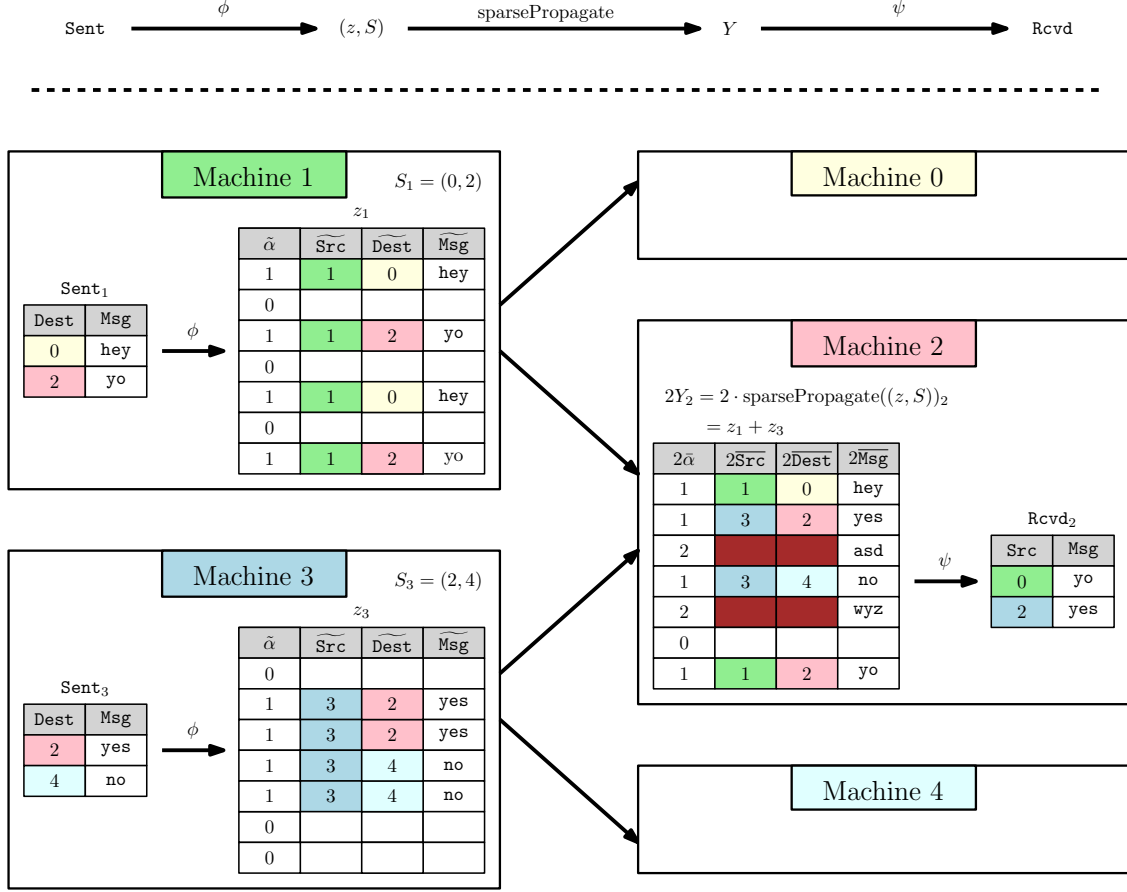 ϕ sparsePropagate ψ
Sent (z, S) Y Rcvd
Machine 1
S₁ = (0, 2)
z₁
α̃ S͠rc D͠est M͠sg
1 1 0 hey
0
1 1 2 yo
0
1 1 0 hey
0
1 1 2 yo
Sent₁
Dest Msg
0 hey
2 yo
ϕ
Machine 3
S₃ = (2, 4)
z₃
α̃ S͠rc D͠est M͠sg
0
1 3 2 yes
1 3 2 yes
1 3 4 no
1 3 4 no
0
0
Sent₃
Dest Msg
2 yes
4 no
ϕ
Machine 0
Machine 2
2Y₂ = 2 · sparsePropagate((z, S))₂
= z₁ + z₃
2ᾱ 2S̅r̅c̅ 2D̅e̅s̅t̅ 2M̅s̅g̅
1 1 0 hey
1 3 2 yes
2 asd
1 3 4 no
2 wyz
0
1 1 2 yo
ψ
Rcvd₂
Src Msg
0 yo
2 yes
Machine 4